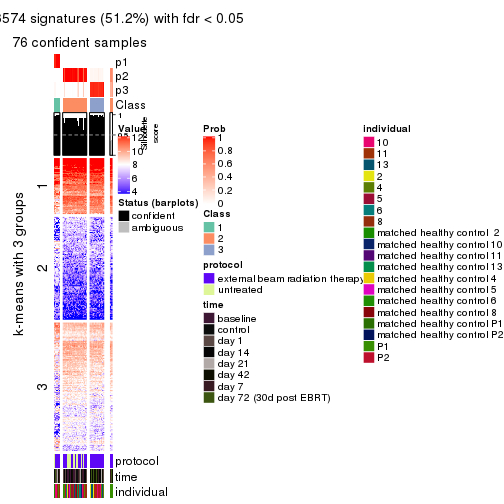 3574 signatures (51.2%) with fdr < 0.05
76 confident samples
p1
p2
p3
Class
1
score
Value
12
10
8
6
4
Status (barplots)
confident
ambiguous
k-means with 3 groups
1
2
3
protocol
time
individual
Prob
1
0.8
0.6
0.4
0.2
0
Class
1
2
3
protocol
external beam radiation therapy
untreated
time
baseline
control
day 1
day 14
day 21
day 42
day 7
day 72 (30d post EBRT)
individual
10
11
13
2
4
5
6
8
matched healthy control 2
matched healthy control 10
matched healthy control 11
matched healthy control 13
matched healthy control 4
matched healthy control 5
matched healthy control 6
matched healthy control 8
matched healthy control P1
matched healthy control P2
P1
P2